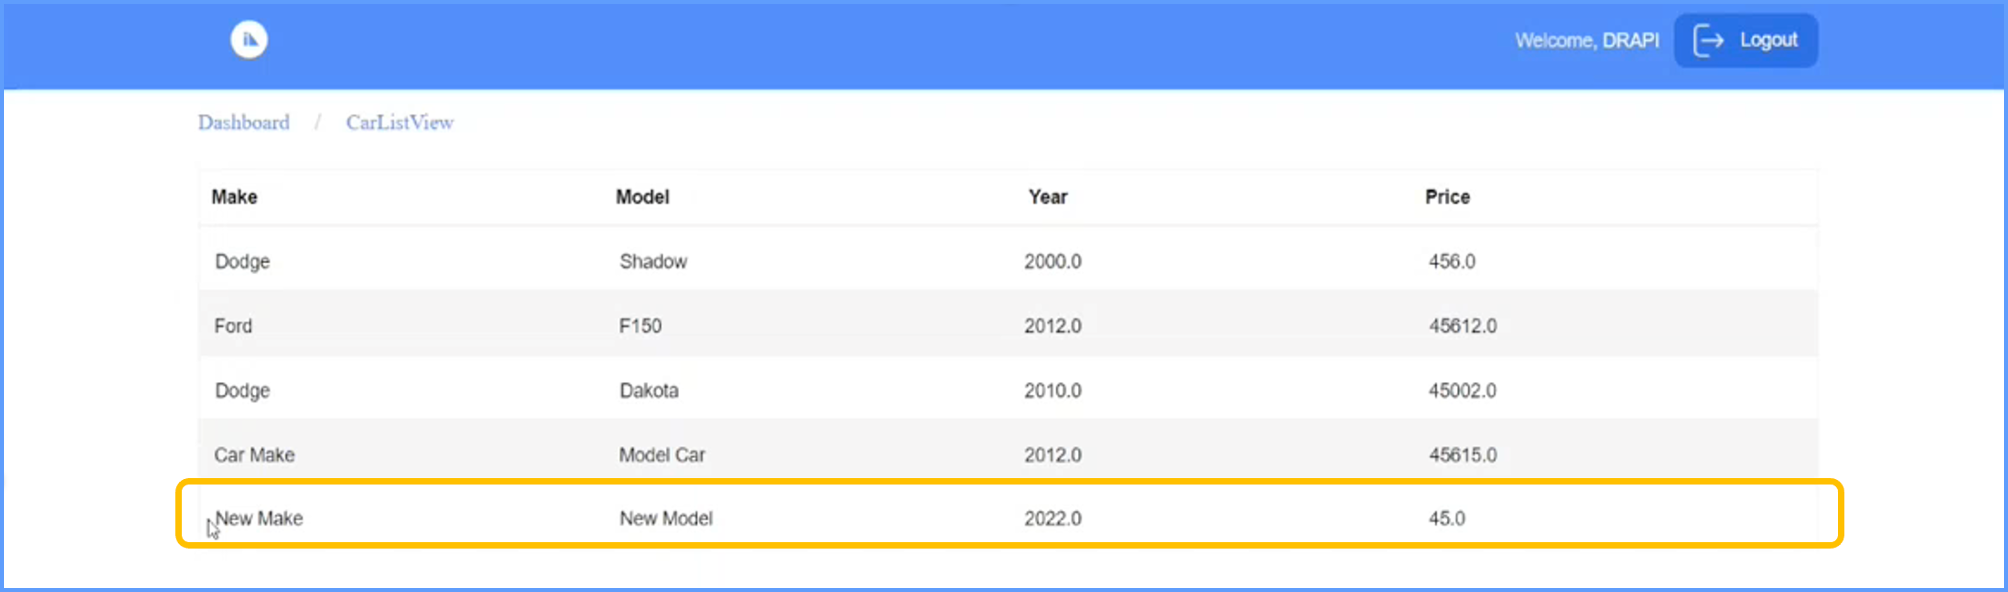 Welcome, DRAPI Logout
Dashboard / CarListView
Make Model Year Price
Dodge Shadow 2000.0 456.0
Ford F150 2012.0 45612.0
Dodge Dakota 2010.0 45002.0
Car Make Model Car 2012.0 45615.0
New Make New Model 2022.0 45.0